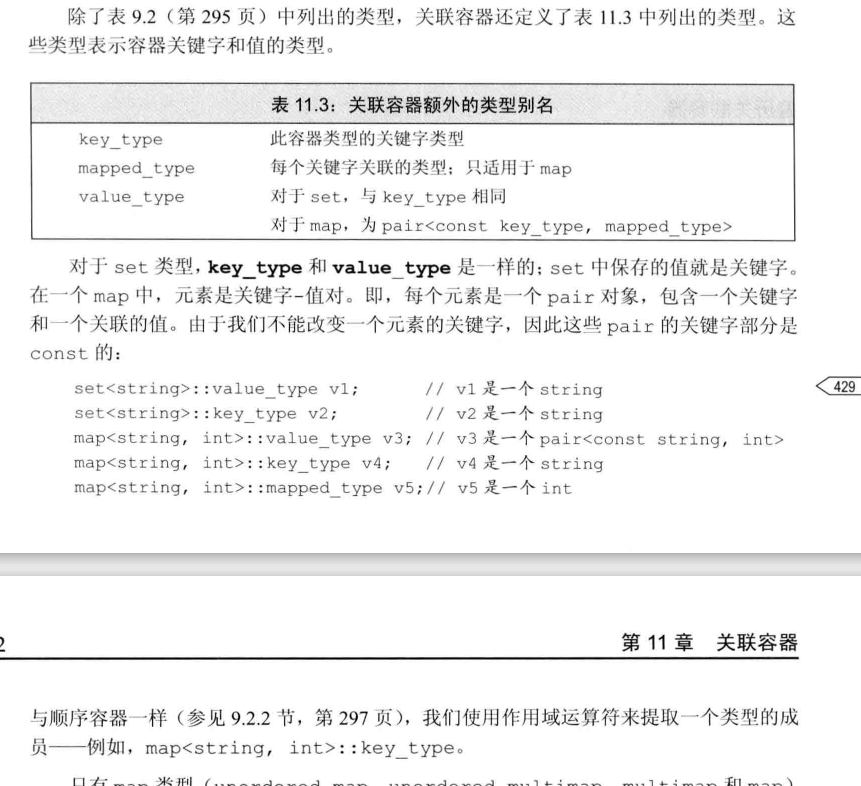 除了表 9.2（第 295 页）中列出的类型，关联容器还定义了表 11.3 中列出的类型。这
些类型表示容器关键字和值的类型。
表 11.3：关联容器额外的类型别名
key_type 此容器类型的关键字类型
mapped_type 每个关键字关联的类型；只适用于 map
value_type 对于 set，与 key_type 相同
对于 map，为 pair<const key_type, mapped_type>
对于 set 类型，key_type 和 value_type 是一样的；set 中保存的值就是关键字。
在一个 map 中，元素是关键字-值对。即，每个元素是一个 pair 对象，包含一个关键字
和一个关联的值。由于我们不能改变一个元素的关键字，因此这些 pair 的关键字部分是
const 的：
set<string>::value_type v1; // v1 是一个 string
429
set<string>::key_type v2; // v2 是一个 string
map<string, int>::value_type v3; // v3 是一个 pair<const string, int>
map<string, int>::key_type v4; // v4 是一个 string
map<string, int>::mapped_type v5;// v5 是一个 int
2 第 11 章 关联容器
与顺序容器一样（参见 9.2.2 节，第 297 页），我们使用作用域运算符来提取一个类型的成
员——例如，map<string, int>::key_type。
只有 map 类型（unordered_map、unordered_multimap、multimap 和 map）